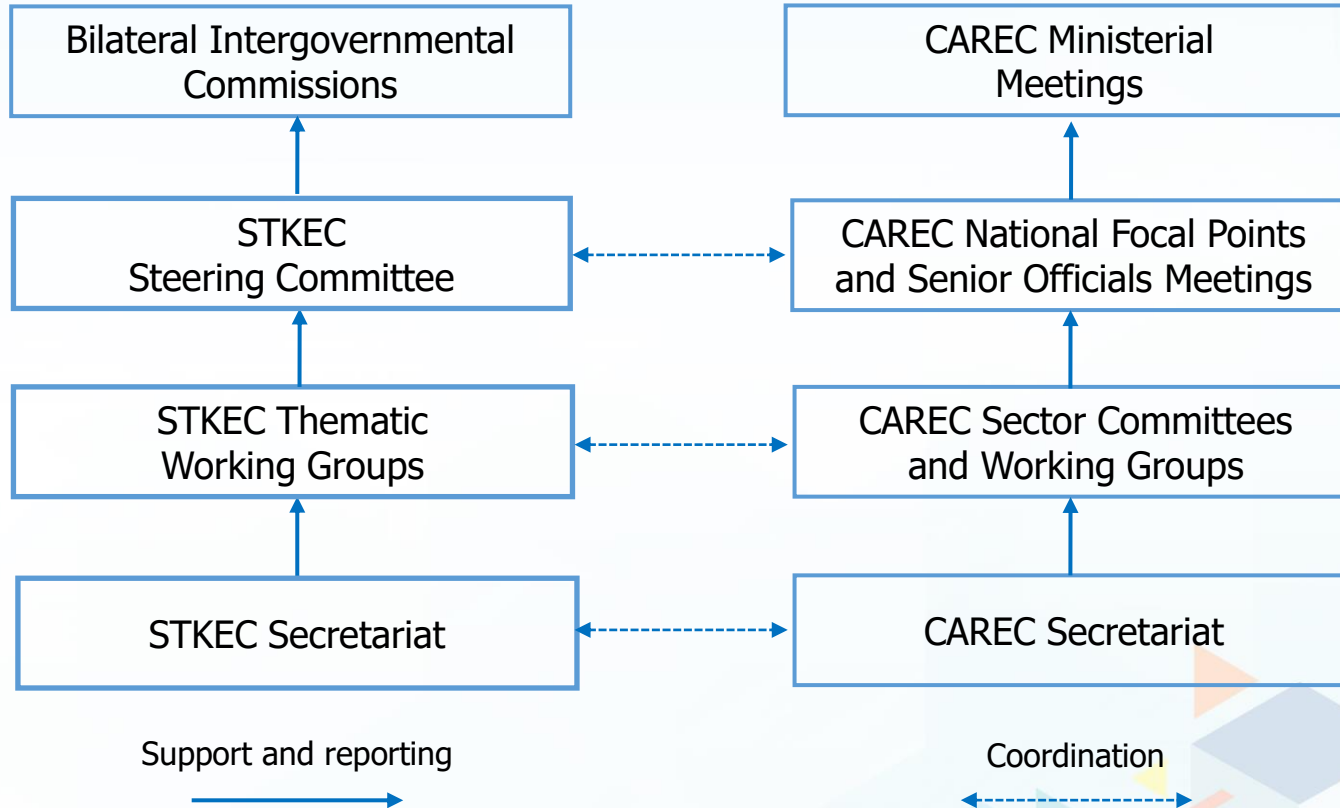 Bilateral Intergovernmental
Commissions
CAREC Ministerial
Meetings
STKEC
Steering Committee
CAREC National Focal Points
and Senior Officials Meetings
STKEC Thematic
Working Groups
CAREC Sector Committees
and Working Groups
STKEC Secretariat
CAREC Secretariat
Support and reporting
Coordination